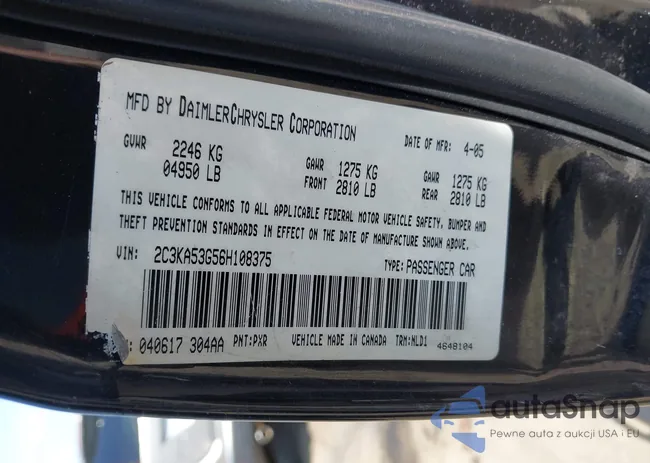 MFD BY DAIMLERCHRYSLER CORPORATION
DATE OF MFR: 4-05
GVWR 2246 KG
04950 LB
GAWR 1275 KG
FRONT 2810 LB
GAWR 1275 KG
REAR 2810 LB
THIS VEHICLE CONFORMS TO ALL APPLICABLE FEDERAL MOTOR VEHICLE SAFETY, BUMPER AND
THEFT PREVENTION STANDARDS IN EFFECT ON THE DATE OF MANUFACTURE SHOWN ABOVE.
VIN: 2C3KA53G56H108375 TYPE: PASSENGER CAR
: 040617 304AA PNT: PXR VEHICLE MADE IN CANADA TRM: NLD1 4648104
autoSnap
Pewne auta z aukcji USA i EU